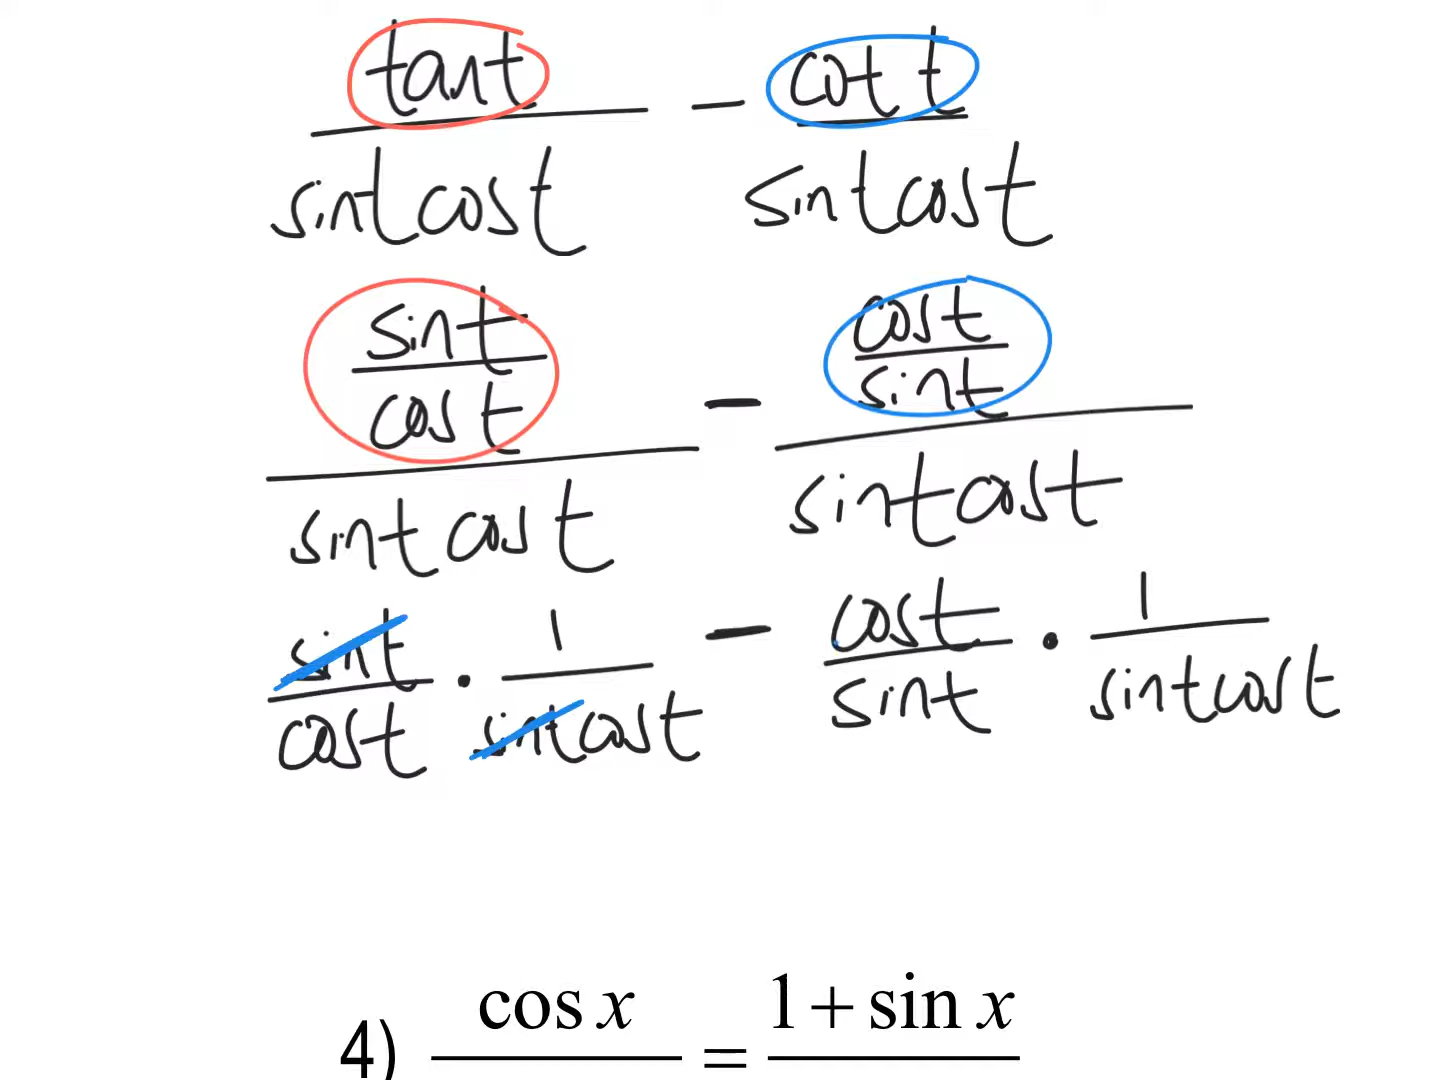 tant/sintcost − cott/sintcost
(sint/cost)/(sintcost) − (cost/sint)/(sintcost)
sint/cost · 1/sintcost − cost/sint · 1/sintcost
4) cos x = 1 + sin x